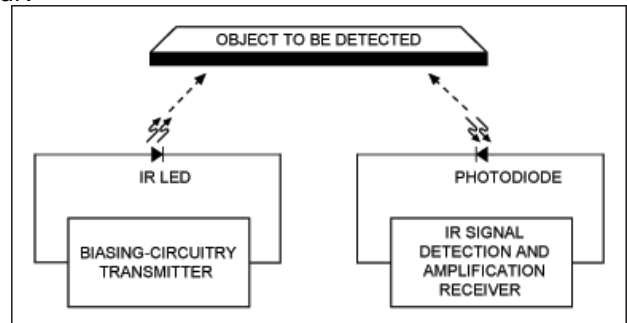 OBJECT TO BE DETECTED
IR LED
PHOTODIODE
BIASING-CIRCUITRY
TRANSMITTER
IR SIGNAL
DETECTION AND
AMPLIFICATION
RECEIVER